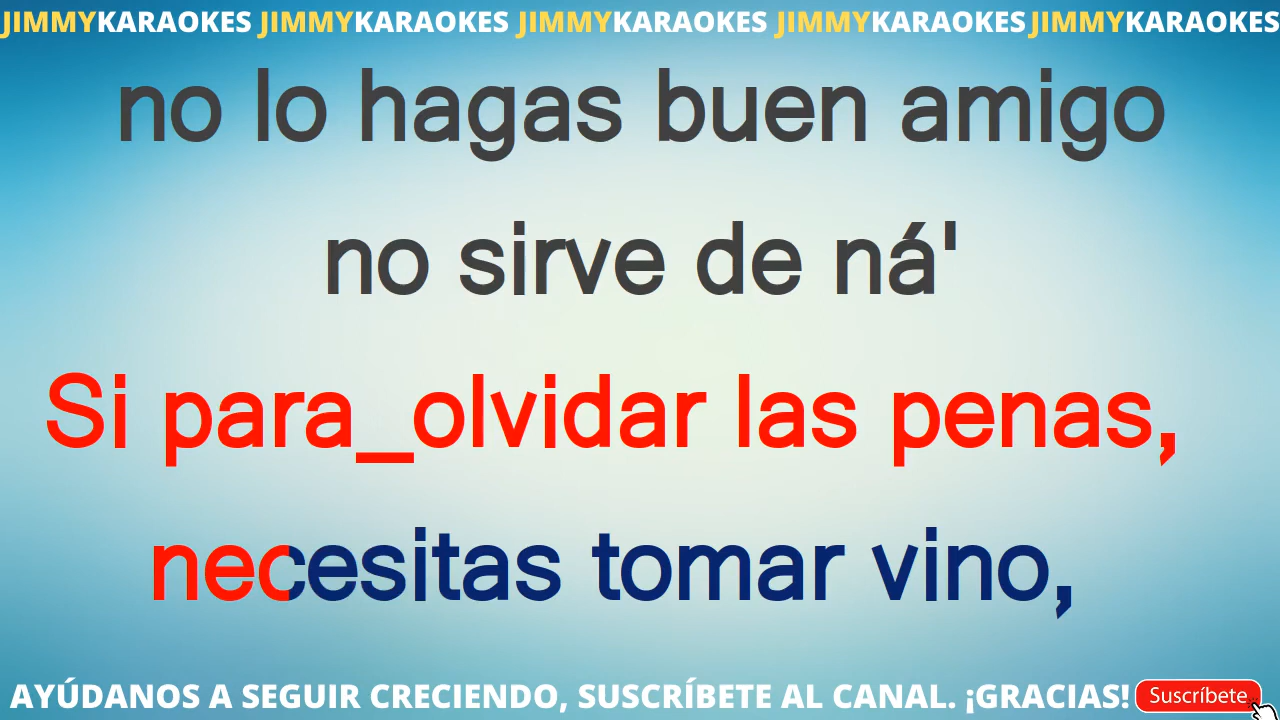 JIMMYKARAOKES JIMMYKARAOKES JIMMYKARAOKES JIMMYKARAOKES JIMMYKARAOKES
no lo hagas buen amigo
no sirve de ná'
Si para_olvidar las penas,
necesitas tomar vino,
AYÚDANOS A SEGUIR CRECIENDO, SUSCRÍBETE AL CANAL. ¡GRACIAS! Suscríbete